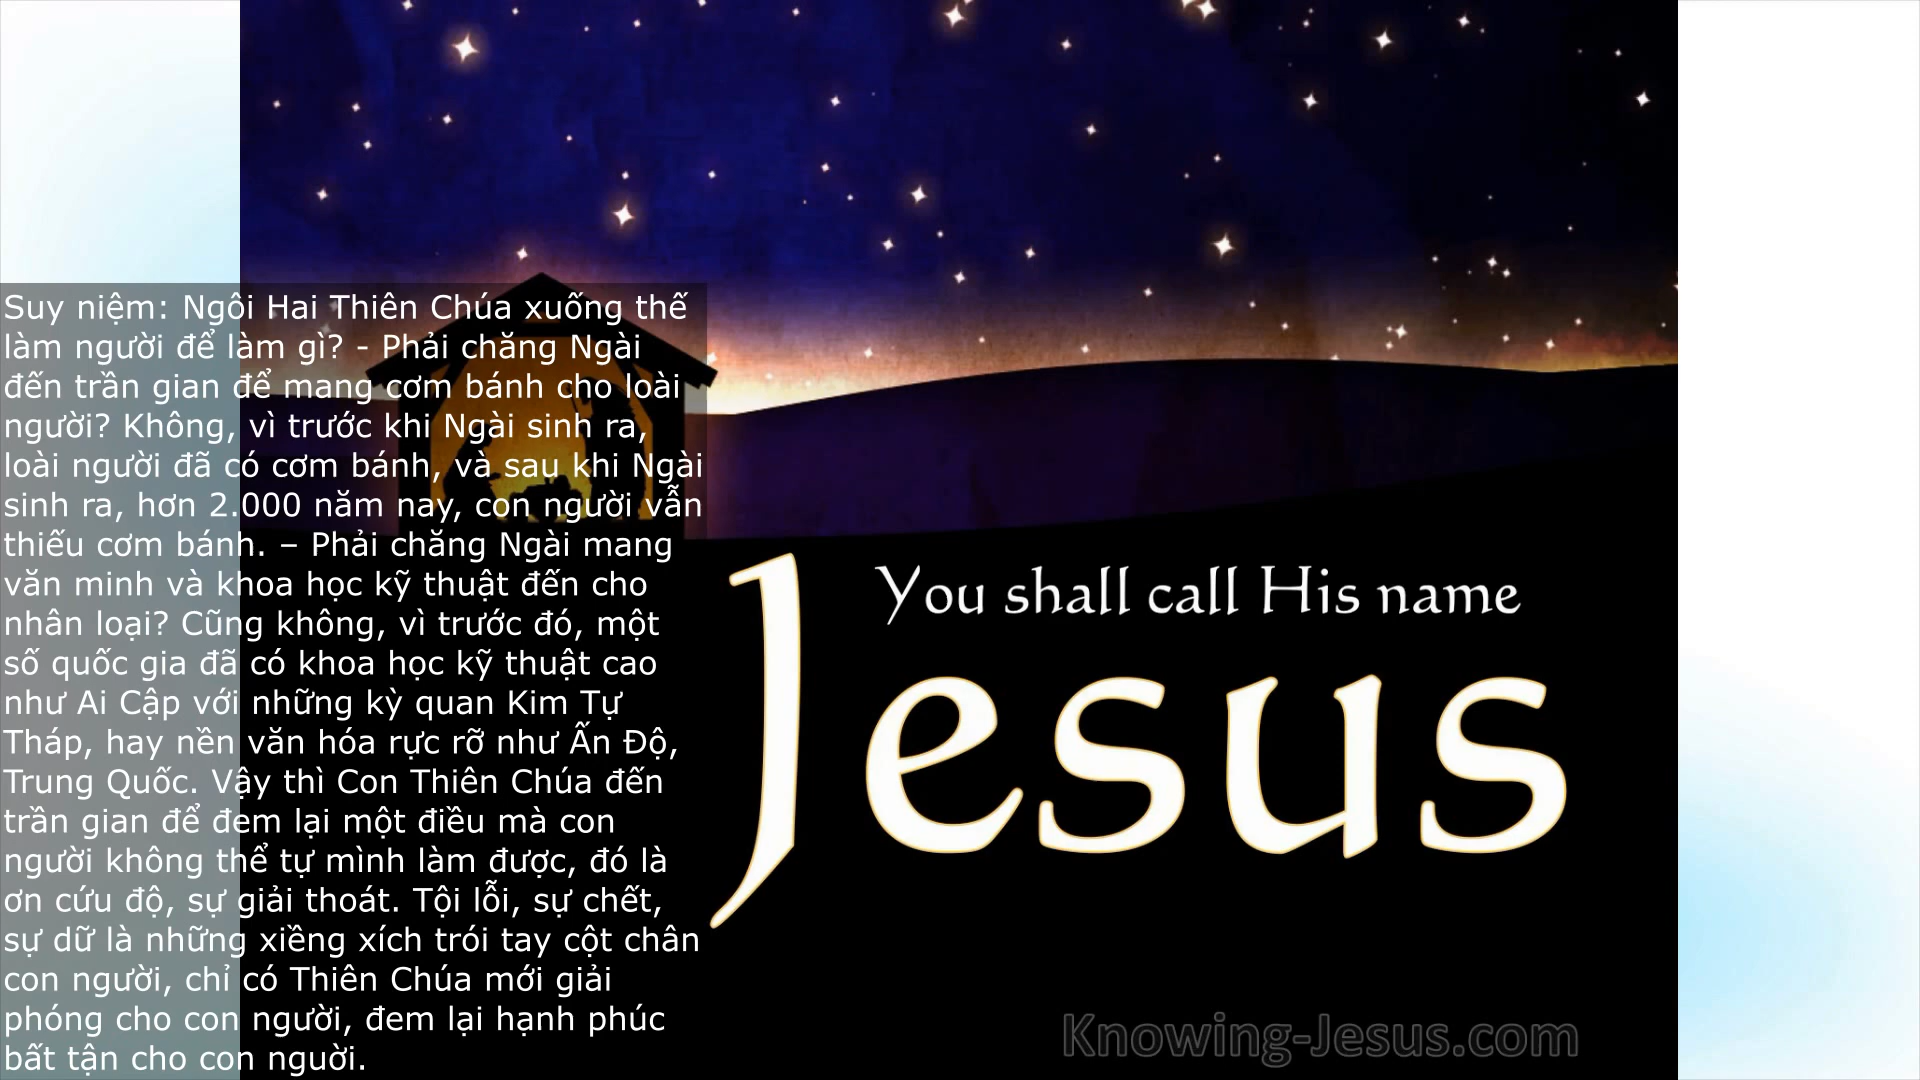 Suy niệm: Ngôi Hai Thiên Chúa xuống thế
làm người để làm gì? - Phải chăng Ngài
đến trần gian để mang cơm bánh cho loài
người? Không, vì trước khi Ngài sinh ra,
loài người đã có cơm bánh, và sau khi Ngài
sinh ra, hơn 2.000 năm nay, con người vẫn
thiếu cơm bánh. – Phải chăng Ngài mang
văn minh và khoa học kỹ thuật đến cho
nhân loại? Cũng không, vì trước đó, một
số quốc gia đã có khoa học kỹ thuật cao
như Ai Cập với những kỳ quan Kim Tự
Tháp, hay nền văn hóa rực rỡ như Ấn Độ,
Trung Quốc. Vậy thì Con Thiên Chúa đến
trần gian để đem lại một điều mà con
người không thể tự mình làm được, đó là
ơn cứu độ, sự giải thoát. Tội lỗi, sự chết,
sự dữ là những xiềng xích trói tay cột chân
con người, chỉ có Thiên Chúa mới giải
phóng cho con người, đem lại hạnh phúc
bất tận cho con nguời.
You shall call His name
Jesus
Knowing-Jesus.com